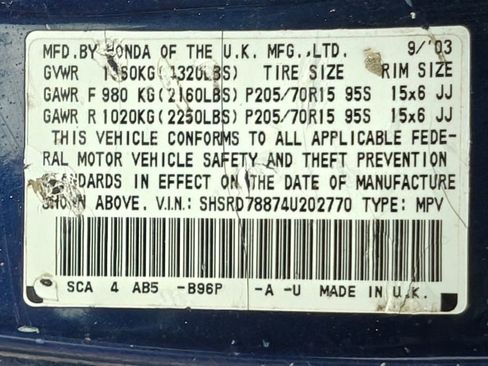 MFD. BY HONDA OF THE U.K. MFG., LTD. 9/'03
GVWR 1960KG(4320LBS) TIRE SIZE RIM SIZE
GAWR F 980 KG(2160LBS) P205/70R15 95S 15x6 JJ
GAWR R 1020KG(2250LBS) P205/70R15 95S 15x6 JJ
THIS VEHICLE CONFORMS TO ALL APPLICABLE FEDE-
RAL MOTOR VEHICLE SAFETY AND THEFT PREVENTION
STANDARDS IN EFFECT ON THE DATE OF MANUFACTURE
SHOWN ABOVE. V.I.N.: SHSRD78874U202770 TYPE: MPV
SCA 4 AB5 -B96P -A -U MADE IN U.K.